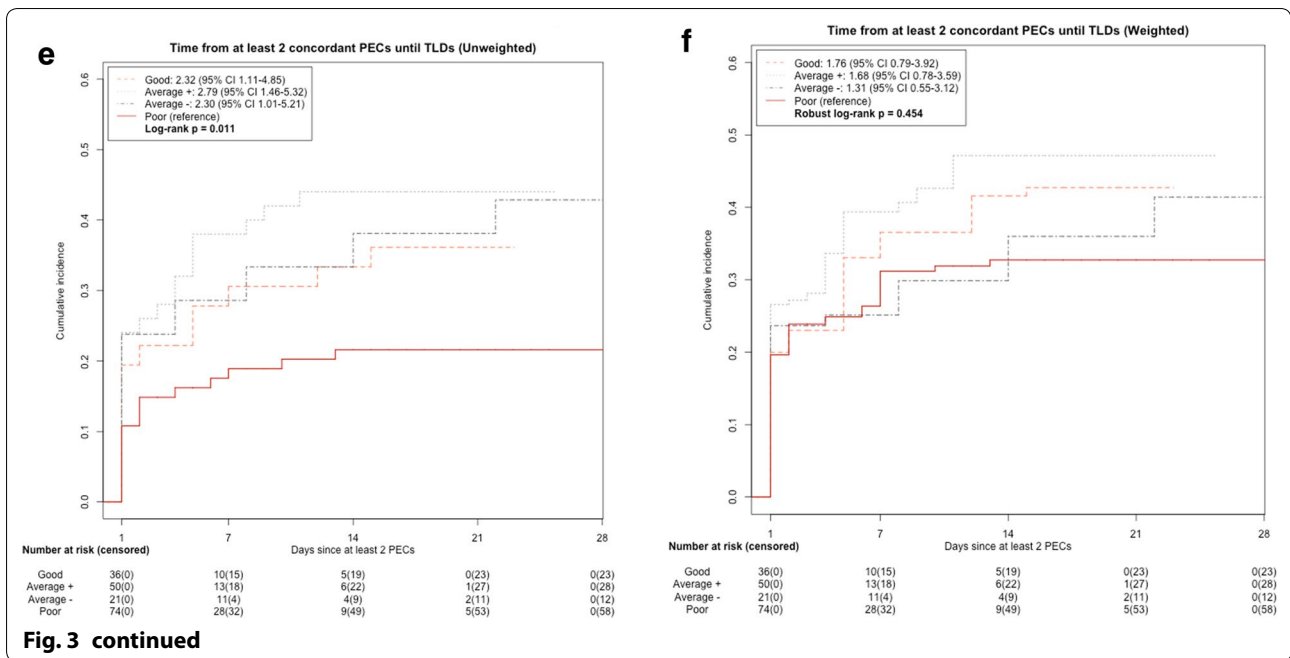 e
Time from at least 2 concordant PECs until TLDs (Unweighted)
Good: 2.32 (95% CI 1.11-4.85)
Average +: 2.79 (95% CI 1.46-5.32)
Average -: 2.30 (95% CI 1.01-5.21)
Poor (reference)
Log-rank p = 0.011
Cumulative incidence
0.6
0.5
0.4
0.3
0.2
0.1
0.0
1 7 14 21 28
Number at risk (censored) Days since at least 2 PECs
Good 36(0) 10(15) 5(19) 0(23) 0(23)
Average + 50(0) 13(18) 6(22) 1(27) 0(28)
Average - 21(0) 11(4) 4(9) 2(11) 0(12)
Poor 74(0) 28(32) 9(49) 5(53) 0(58)
f
Time from at least 2 concordant PECs until TLDs (Weighted)
Good: 1.76 (95% CI 0.79-3.92)
Average +: 1.68 (95% CI 0.78-3.59)
Average -: 1.31 (95% CI 0.55-3.12)
Poor (reference)
Robust log-rank p = 0.454
Cumulative incidence
0.6
0.5
0.4
0.3
0.2
0.1
0.0
1 7 14 21 28
Number at risk (censored) Days since at least 2 PECs
Good 36(0) 10(15) 5(19) 0(23) 0(23)
Average + 50(0) 13(18) 6(22) 1(27) 0(28)
Average - 21(0) 11(4) 4(9) 2(11) 0(12)
Poor 74(0) 28(32) 9(49) 5(53) 0(58)
Fig. 3 continued